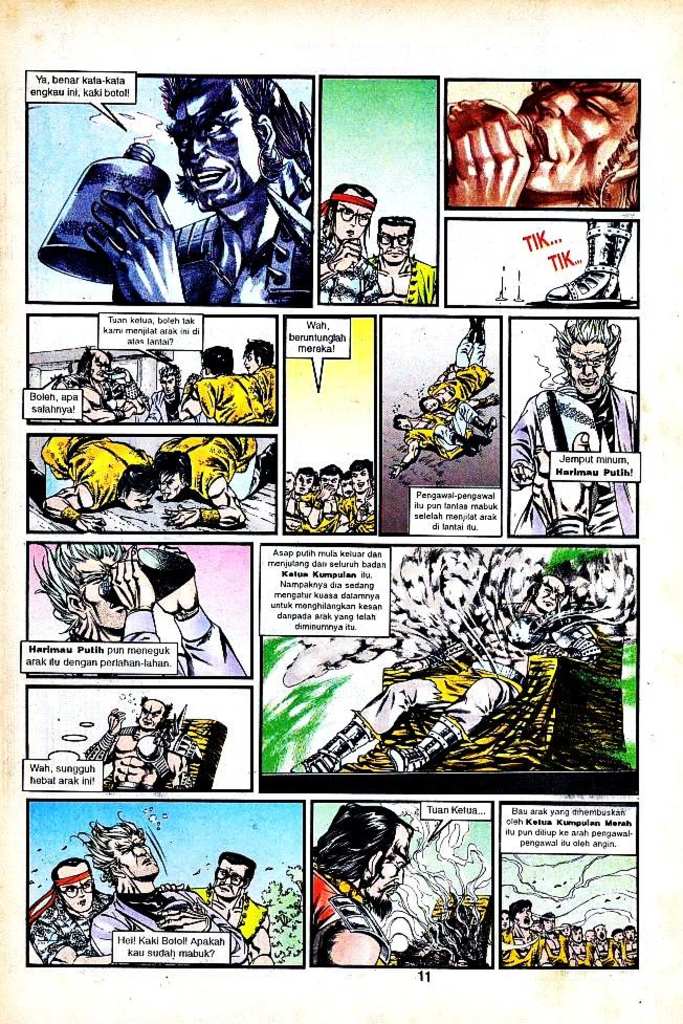 Ya, benar kata-kata
engkau ini, kaki botol!
TIK...
TIK...
Tuan ketua, boleh tak
kami menjilat arak ini di
atas lantai?
Boleh, apa
salahnya!
Wah,
beruntunglah
mereka!
Pengawal-pengawal
itu pun lantas mabuk
setelah menjilat arak
di lantai itu.
Jemput minum,
Harimau Putih!
Harimau Putih pun meneguk
arak itu dengan perlahan-lahan.
Asap putih mula keluar dan
menjulang dari seluruh badan
Ketua Kumpulan itu.
Nampaknya dia sedang
mengatur kuasa dalamnya
untuk menghilangkan kesan
daripada arak yang telah
diminumnya itu.
Wah, sungguh
hebat arak ini!
Hei! Kaki Botol! Apakah
kau sudah mabuk?
Tuan Ketua...
Bau arak yang dihembuskan
oleh Ketua Kumpulan Merah
itu pun ditiup ke arah pengawal-
pengawal itu oleh angin.
11